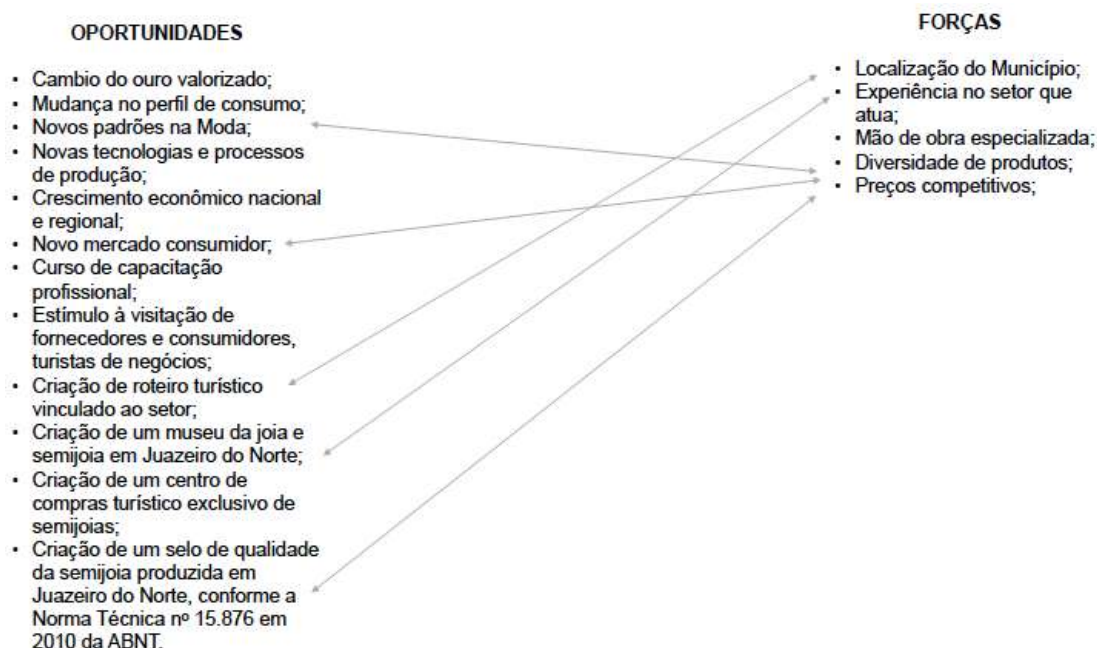 OPORTUNIDADES
• Cambio do ouro valorizado;
• Mudança no perfil de consumo;
• Novos padrões na Moda;
• Novas tecnologias e processos
de produção;
• Crescimento econômico nacional
e regional;
• Novo mercado consumidor;
• Curso de capacitação
profissional;
• Estímulo à visitação de
fornecedores e consumidores,
turistas de negócios;
• Criação de roteiro turístico
vinculado ao setor;
• Criação de um museu da joia e
semijoia em Juazeiro do Norte;
• Criação de um centro de
compras turístico exclusivo de
semijoias;
• Criação de um selo de qualidade
da semijoia produzida em
Juazeiro do Norte, conforme a
Norma Técnica nº 15.876 em
2010 da ABNT.
FORÇAS
• Localização do Município;
• Experiência no setor que
atua;
• Mão de obra especializada;
• Diversidade de produtos;
• Preços competitivos;